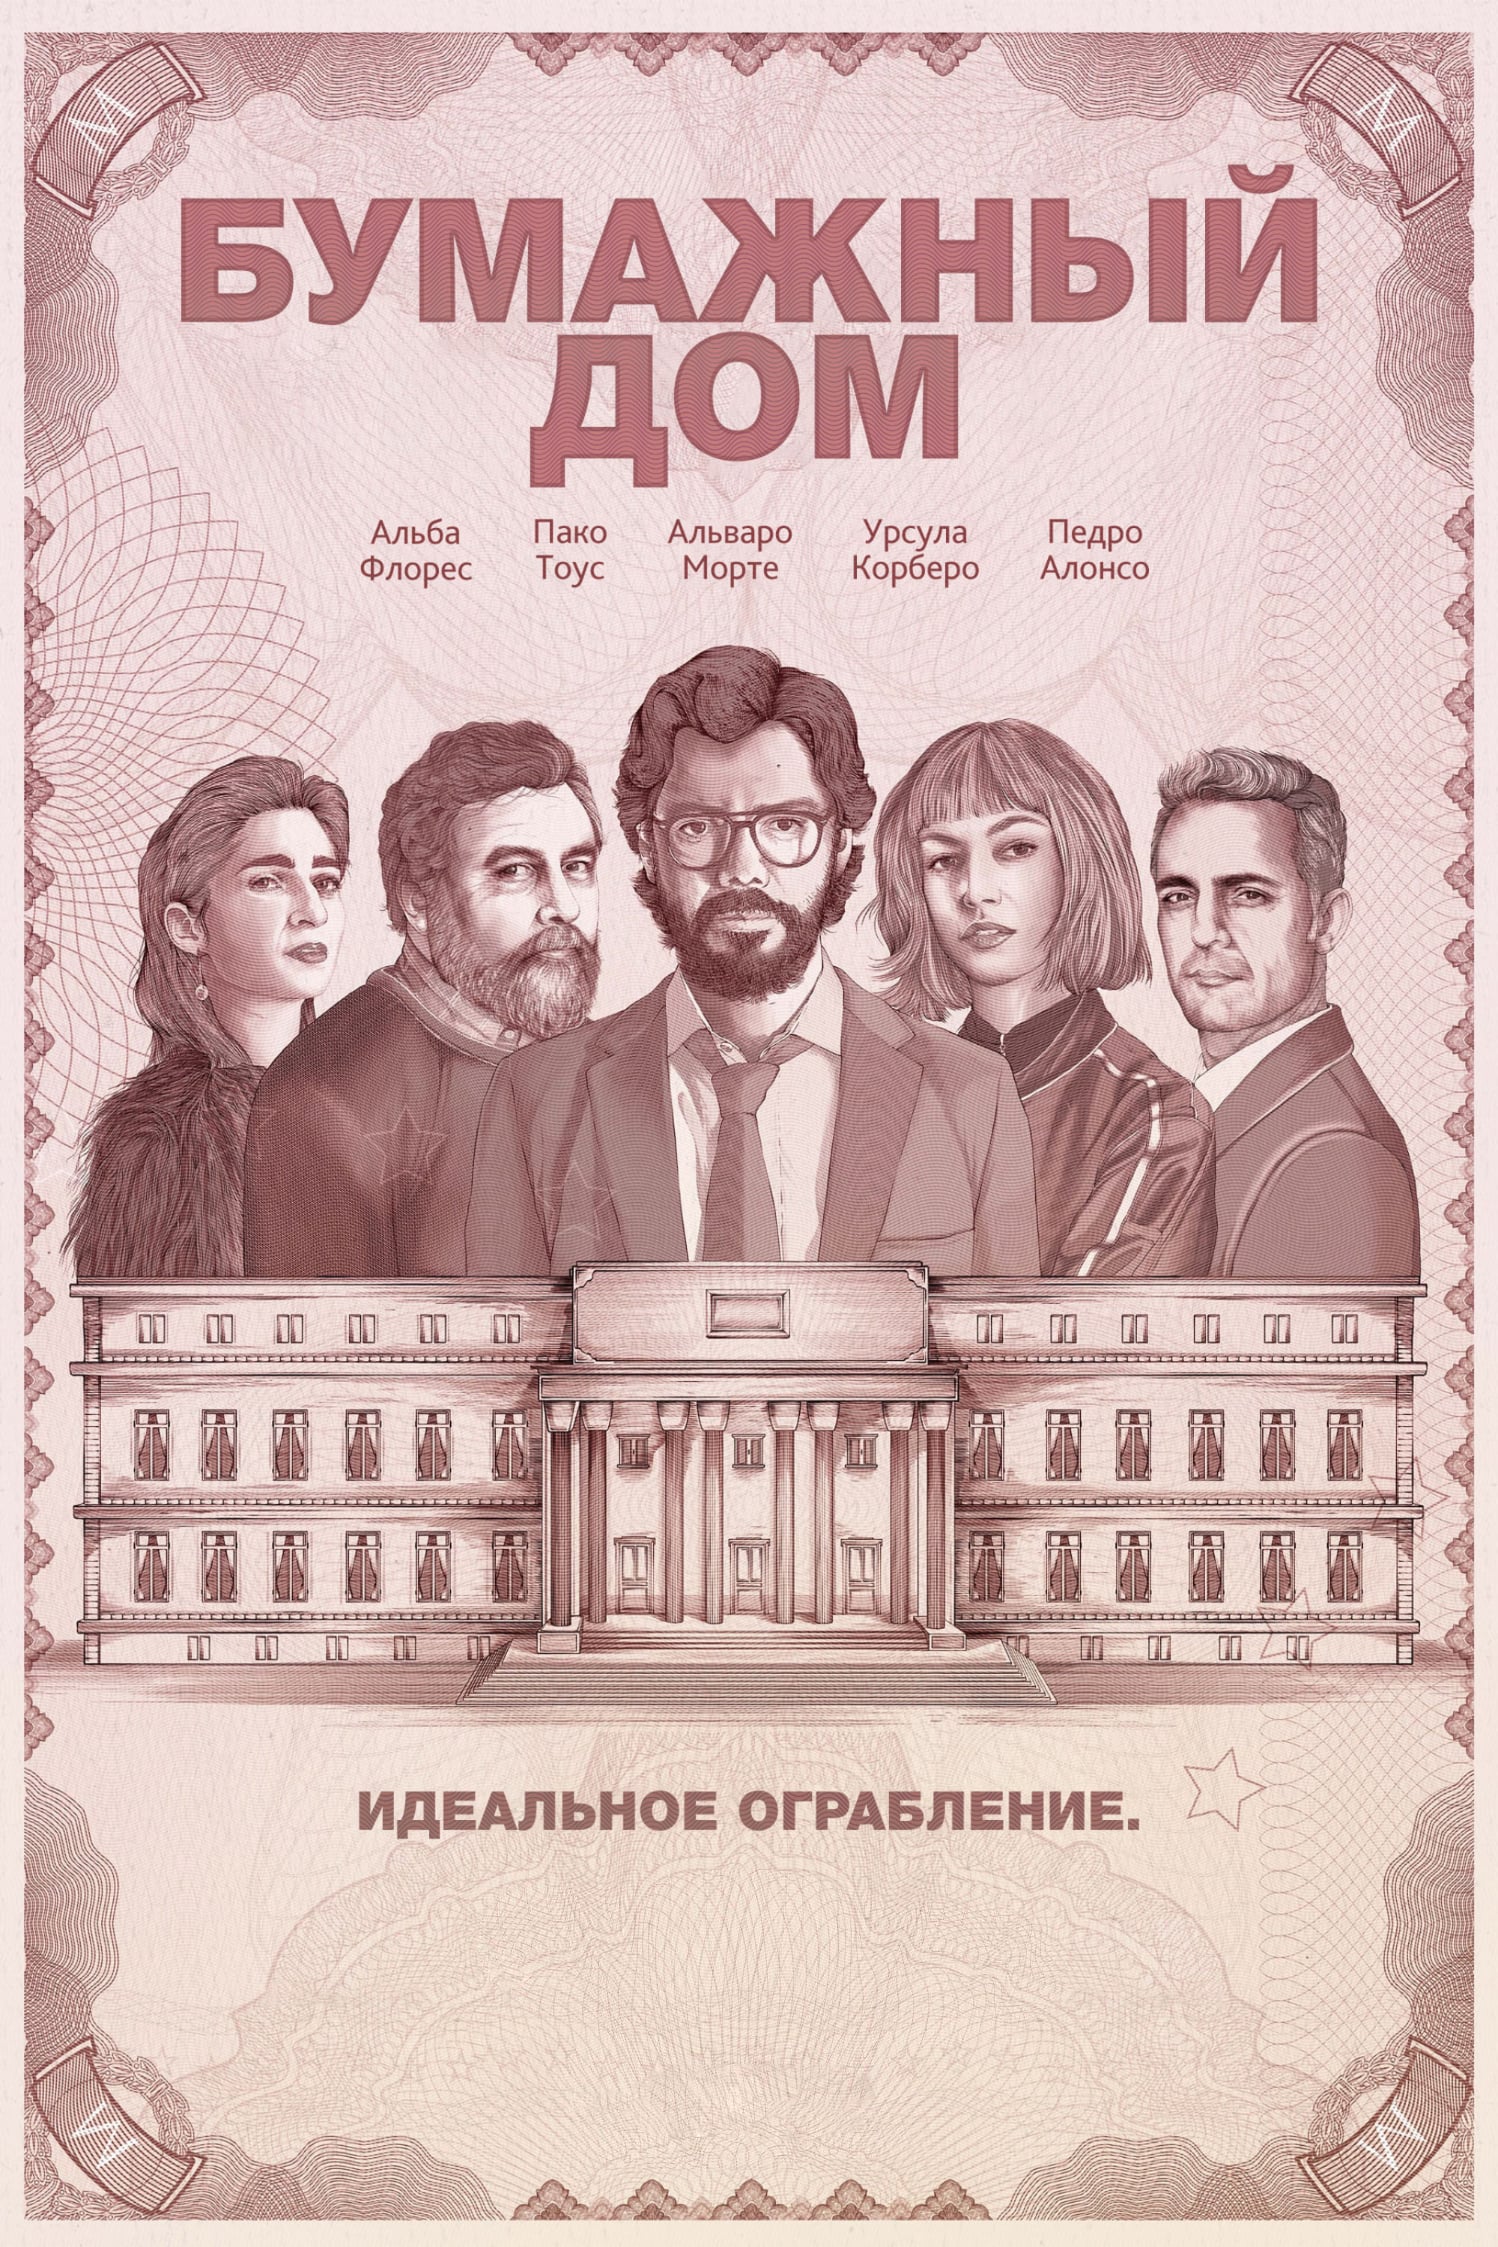 М
М
БУМАЖНЫЙ
ДОМ
Альба Флорес
Пако Тоус
Альваро Морте
Урсула Корберо
Педро Алонсо
ИДЕАЛЬНОЕ ОГРАБЛЕНИЕ.
М
М